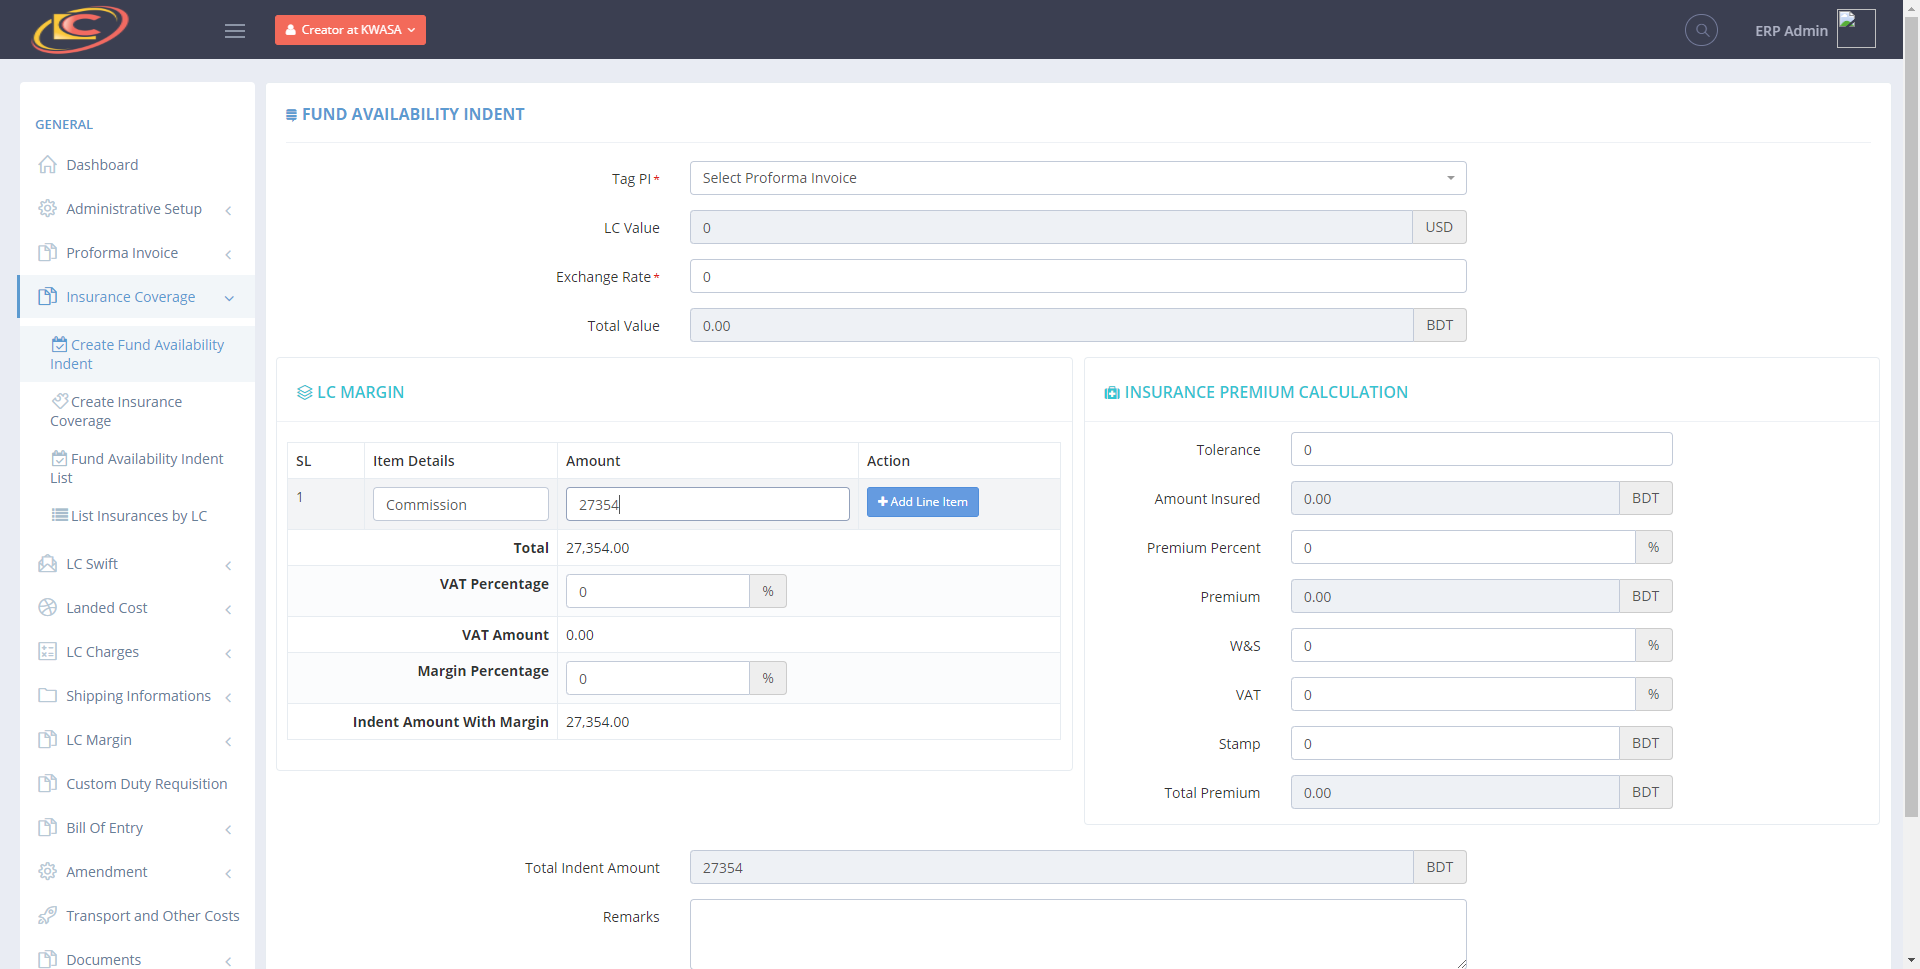 LC
Creator at KWASA
ERP Admin
GENERAL
Dashboard
Administrative Setup
Proforma Invoice
Insurance Coverage
Create Fund Availability
Indent
Create Insurance
Coverage
Fund Availability Indent
List
List Insurances by LC
LC Swift
Landed Cost
LC Charges
Shipping Informations
LC Margin
Custom Duty Requisition
Bill Of Entry
Amendment
Transport and Other Costs
Documents
FUND AVAILABILITY INDENT
Tag PI* Select Proforma Invoice
LC Value 0 USD
Exchange Rate* 0
Total Value 0.00 BDT
LC MARGIN
SL Item Details Amount Action
1 Commission 27354 Add Line Item
Total 27,354.00
VAT Percentage 0 %
VAT Amount 0.00
Margin Percentage 0 %
Indent Amount With Margin 27,354.00
INSURANCE PREMIUM CALCULATION
Tolerance 0
Amount Insured 0.00 BDT
Premium Percent 0 %
Premium 0.00 BDT
W&S 0 %
VAT 0 %
Stamp 0 BDT
Total Premium 0.00 BDT
Total Indent Amount 27354 BDT
Remarks